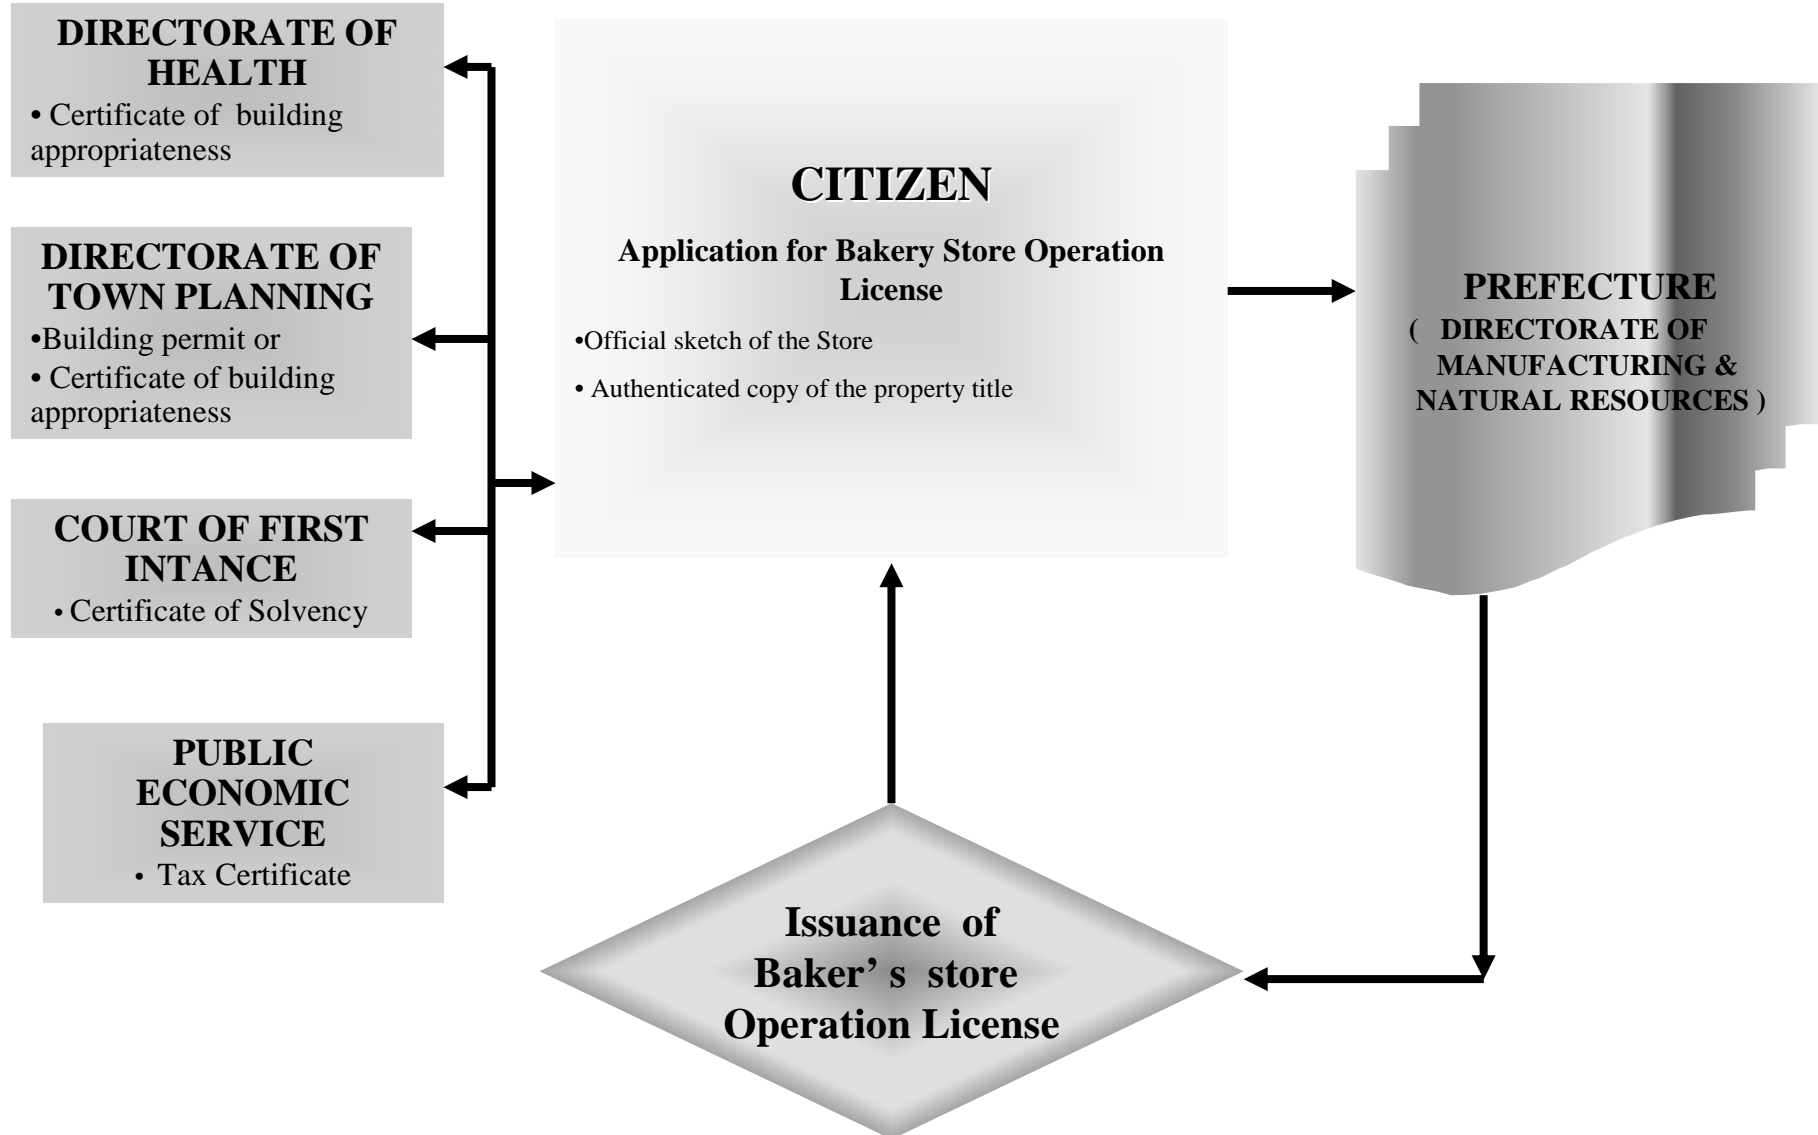 DIRECTORATE OF
HEALTH
• Certificate of  building
appropriateness
DIRECTORATE OF
TOWN PLANNING
•Building permit or
• Certificate of building
appropriateness
COURT OF FIRST
INTANCE
• Certificate of Solvency
PUBLIC
ECONOMIC
SERVICE
•  Tax Certificate
CITIZEN
Application for Bakery Store Operation
License
•Official sketch of the Store
• Authenticated copy of the property title
PREFECTURE
(  DIRECTORATE OF
MANUFACTURING &
NATURAL RESOURCES )
Issuance  of
Baker’ s  store
Operation License